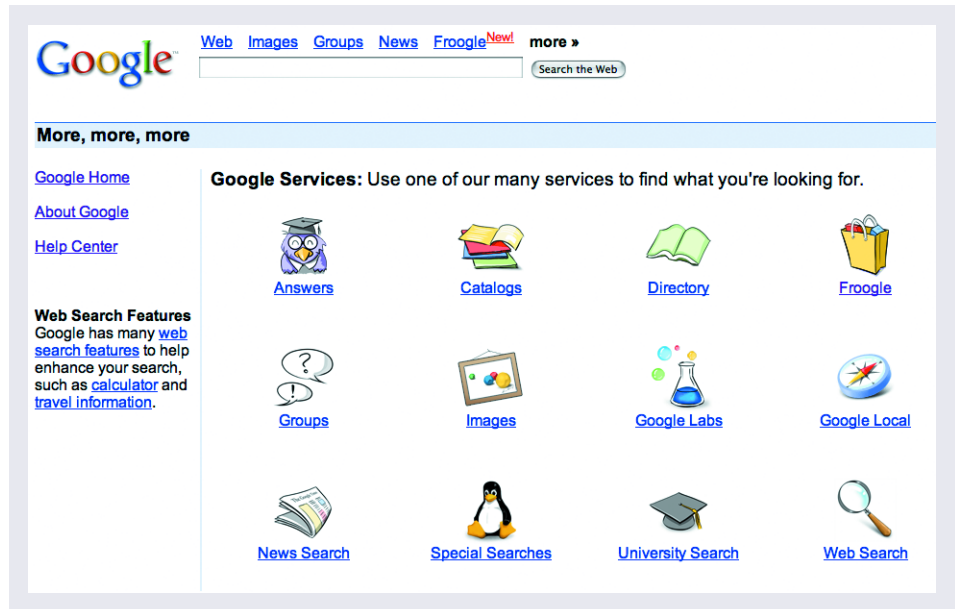 Google™
Web Images Groups News Froogle New! more »
Search the Web
More, more, more
Google Home
About Google
Help Center
Web Search Features
Google has many web
search features to help
enhance your search,
such as calculator and
travel information.
Google Services: Use one of our many services to find what you're looking for.
Answers Catalogs Directory Froogle
? !
Groups Images Google Labs Google Local
News Search Special Searches University Search Web Search